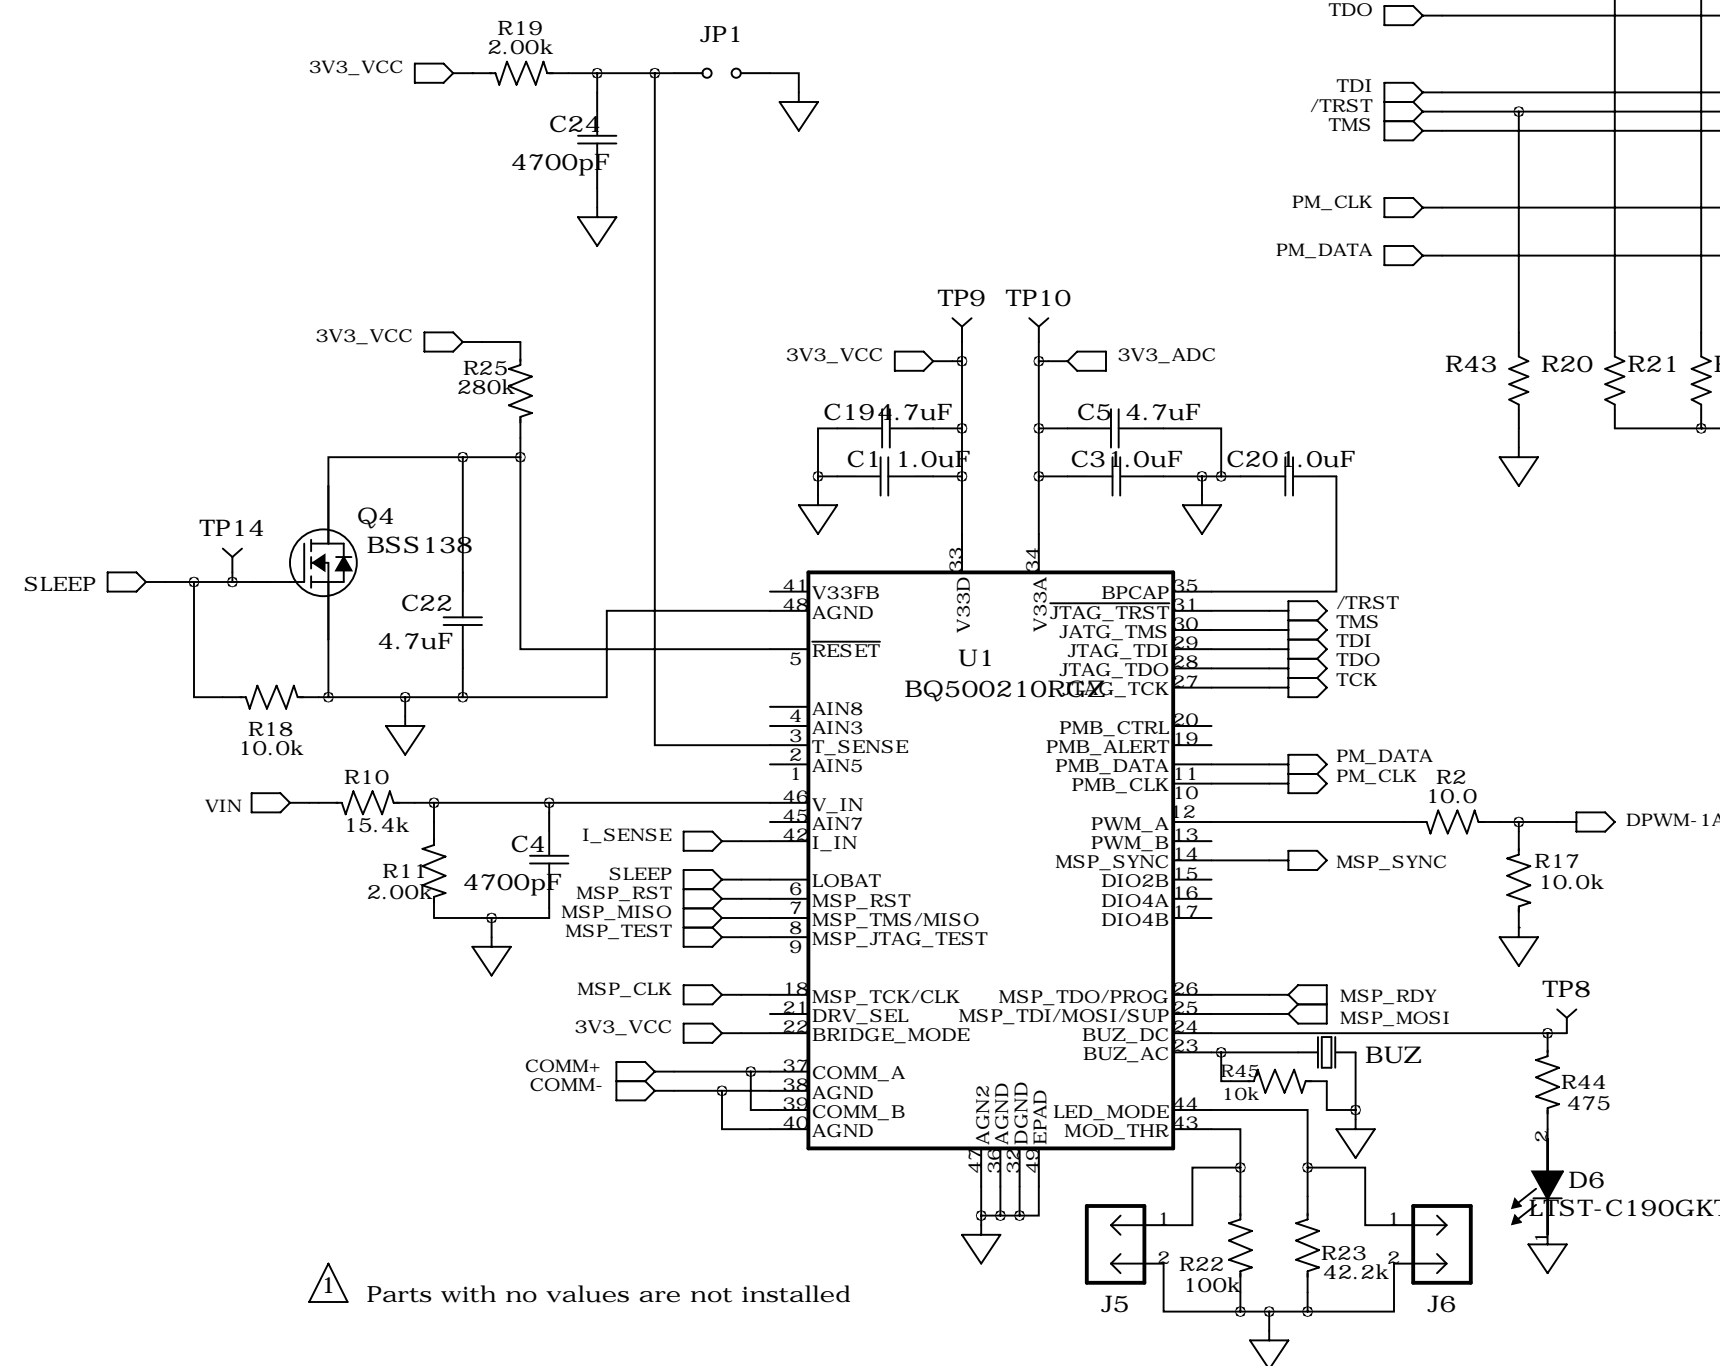 TDO
R19
2.00k
JP1
3V3_VCC
TDI
/TRST
TMS
C24
4700pF
PM_CLK
PM_DATA
TP9 TP10
3V3_VCC
R25
280k
3V3_VCC
3V3_ADC
R43 R20 R21
C19 4.7uF
C5 4.7uF
C1 1.0uF
C3 1.0uF
C20 1.0uF
TP14
Q4
BSS138
SLEEP
C22
4.7uF
33
34
V33D
V33A
41 V33FB
48 AGND
5 RESET
BPCAP 35
JTAG_TRST 31 /TRST
JATG_TMS 30 TMS
JTAG_TDI 29 TDI
JTAG_TDO 28 TDO
JTAG_TCK 27 TCK
U1
BQ500210RGZ
R18
10.0k
AIN8
4 AIN3
3 T_SENSE
2 AIN5
1
PMB_CTRL 20
PMB_ALERT 19
PMB_DATA 11 PM_DATA
PMB_CLK 10 PM_CLK
R2
10.0
VIN
R10
15.4k
46 V_IN
45 AIN7
I_SENSE 42 I_IN
PWM_A 12
DPWM-1A
PWM_B 13
MSP_SYNC 14 MSP_SYNC
DIO2B 15
DIO4A 16
DIO4B 17
R17
10.0k
R11
2.00k
C4
4700pF
SLEEP 6 LOBAT
MSP_RST 7 MSP_RST
MSP_MISO 8 MSP_TMS/MISO
MSP_TEST 9 MSP_JTAG_TEST
MSP_CLK 18 MSP_TCK/CLK
21 DRV_SEL
3V3_VCC 22 BRIDGE_MODE
MSP_TDO/PROG 26 MSP_RDY
MSP_TDI/MOSI/SUP 25 MSP_MOSI
BUZ_DC 24
BUZ_AC 23
TP8
BUZ
R45
10k
R44
475
COMM+ 37 COMM_A
COMM- 38 AGND
39 COMM_B
40 AGND
LED_MODE 44
MOD_THR 43
AGN2
AGND
DGND
EPAD
47
36
32
49
2
D6
LTST-C190GKT
1
1
2
J5
R22
100k
R23
42.2k
1
2
J6
1 Parts with no values are not installed